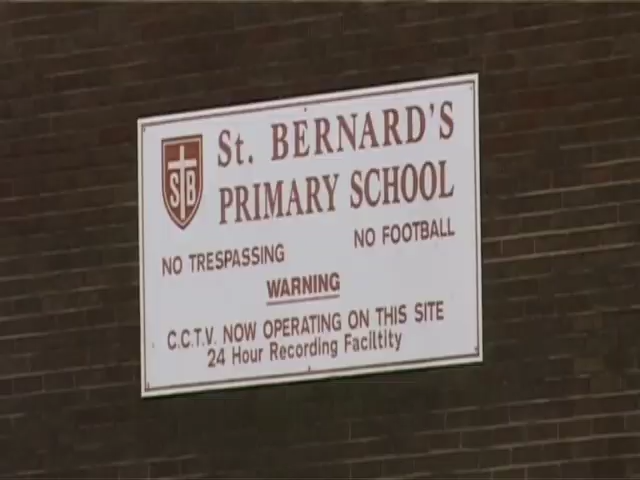 St. BERNARD'S
PRIMARY SCHOOL
S B
NO TRESPASSING
NO FOOTBALL
WARNING
C.C.T.V. NOW OPERATING ON THIS SITE
24 Hour Recording Faciltity